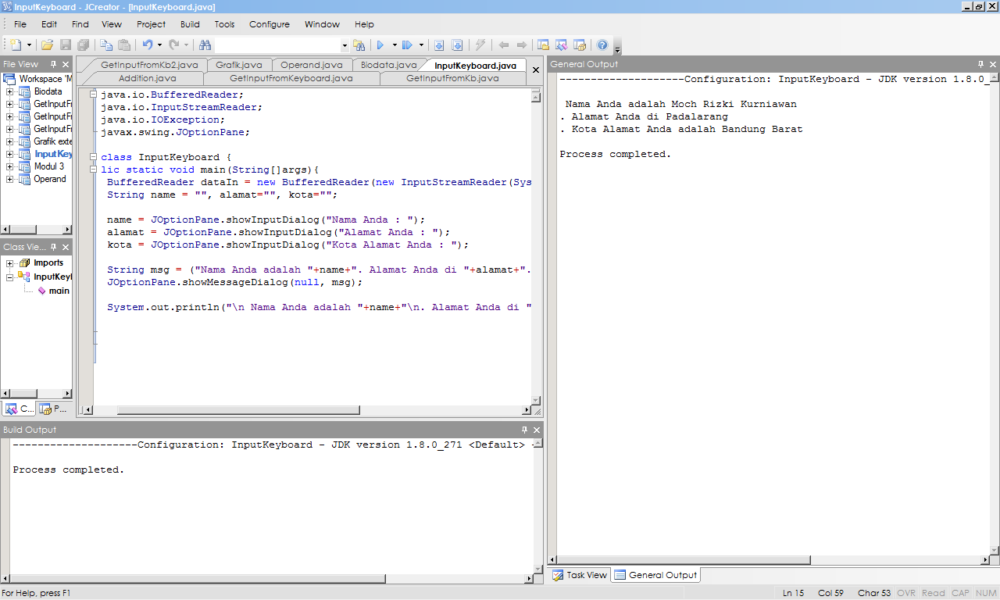 InputKeyboard - JCreator - [InputKeyboard.java]
File Edit Find View Project Build Tools Configure Window Help
File View
Workspace 'M
Biodata
GetInputFr
GetInputFr
GetInputFr
Grafik exte
InputKey
Modul 3
Operand
Class Vie...
Imports
InputKeyl
main
C... P...
GetInputFromKb2.java Grafik.java Operand.java Biodata.java InputKeyboard.java
Addition.java GetInputFromKeyboard.java GetInputFromKb.java
java.io.BufferedReader;
java.io.InputStreamReader;
java.io.IOException;
javax.swing.JOptionPane;
class InputKeyboard {
lic static void main(String[]args){
BufferedReader dataIn = new BufferedReader(new InputStreamReader(Sys
String name = "", alamat="", kota="";
name = JOptionPane.showInputDialog("Nama Anda : ");
alamat = JOptionPane.showInputDialog("Alamat Anda : ");
kota = JOptionPane.showInputDialog("Kota Alamat Anda : ");
String msg = ("Nama Anda adalah "+name+". Alamat Anda di "+alamat+".
JOptionPane.showMessageDialog(null, msg);
System.out.println("\n Nama Anda adalah "+name+"\n. Alamat Anda di "
General Output
--------------------Configuration: InputKeyboard - JDK version 1.8.0_
Nama Anda adalah Moch Rizki Kurniawan
. Alamat Anda di Padalarang
. Kota Alamat Anda adalah Bandung Barat
Process completed.
Task View General Output
Build Output
--------------------Configuration: InputKeyboard - JDK version 1.8.0_271 <Default> -
Process completed.
For Help, press F1
Ln 15 Col 59 Char 53 OVR Read CAP NUM